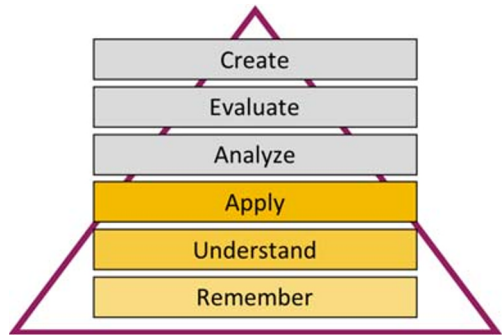 Create
Evaluate
Analyze
Apply
Understand
Remember